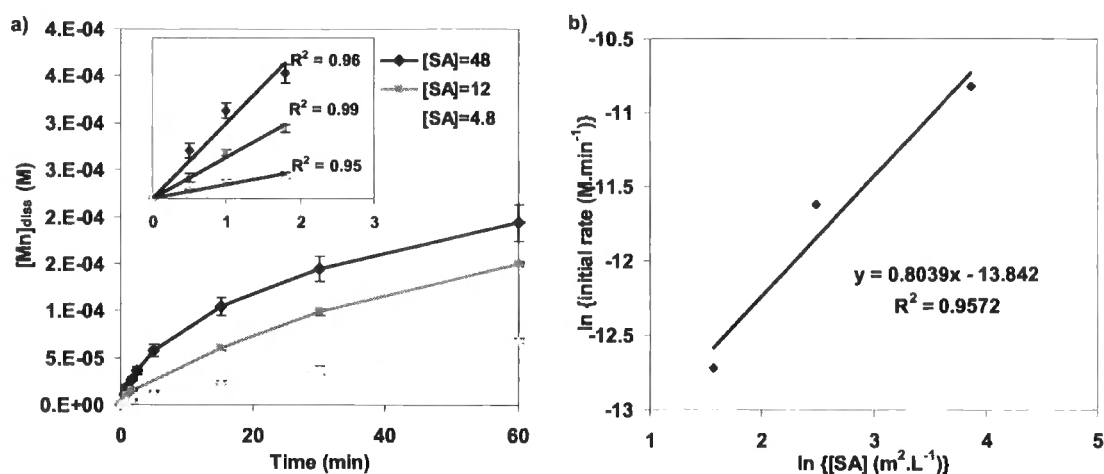 a)
4.E-04
4.E-04
3.E-04
3.E-04
2.E-04
2.E-04
1.E-04
5.E-05
0.E+00
[Mn]diss (M)
0
20
40
60
Time (min)
R² = 0.96
R² = 0.99
R² = 0.95
0
1
2
3
[SA]=48
[SA]=12
[SA]=4.8
b)
-10.5
-11
-11.5
-12
-12.5
-13
ln {initial rate (M.min⁻¹)}
y = 0.8039x - 13.842
R² = 0.9572
1
2
3
4
5
ln {[SA] (m².L⁻¹)}